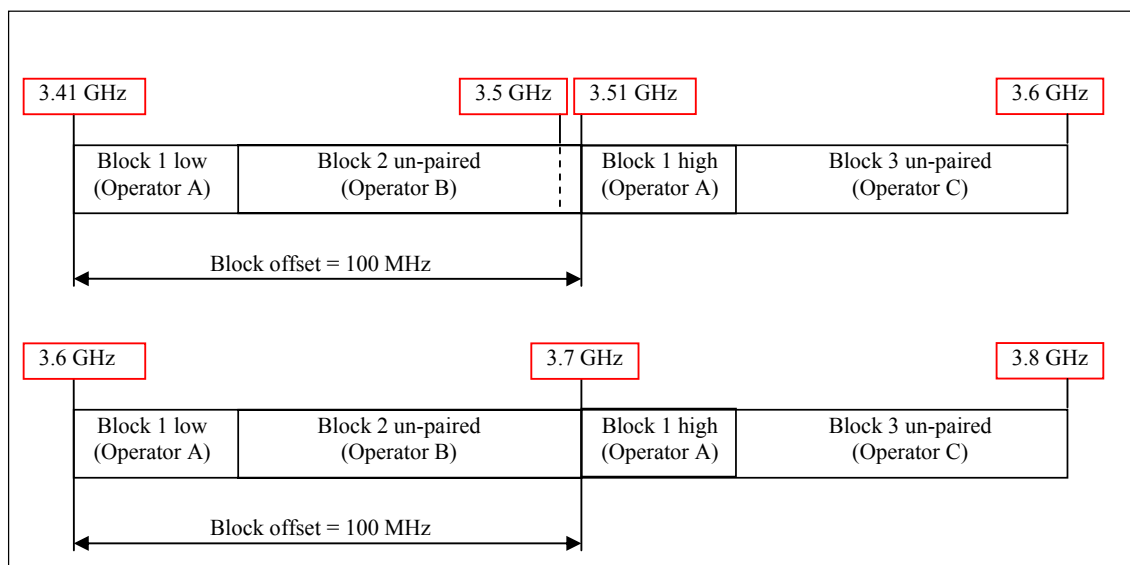 3.41 GHz
3.5 GHz
3.51 GHz
3.6 GHz
Block 1 low
(Operator A)
Block 2 un-paired
(Operator B)
Block 1 high
(Operator A)
Block 3 un-paired
(Operator C)
Block offset = 100 MHz
3.6 GHz
3.7 GHz
3.8 GHz
Block 1 low
(Operator A)
Block 2 un-paired
(Operator B)
Block 1 high
(Operator A)
Block 3 un-paired
(Operator C)
Block offset = 100 MHz